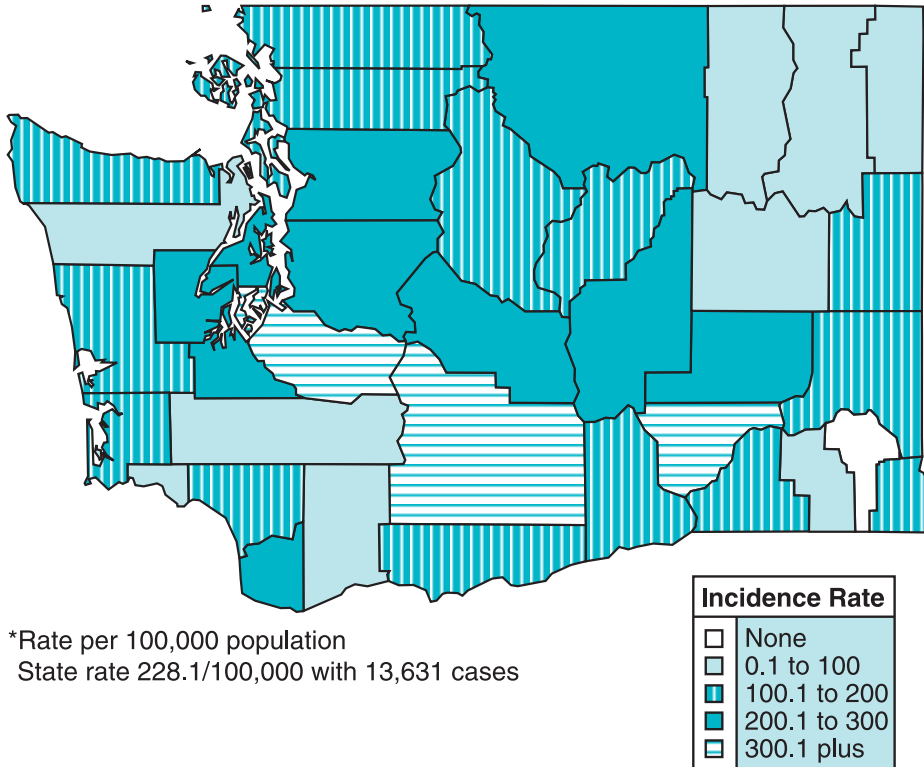 *Rate per 100,000 population
State rate 228.1/100,000 with 13,631 cases
Incidence Rate
None
0.1 to 100
100.1 to 200
200.1 to 300
300.1 plus